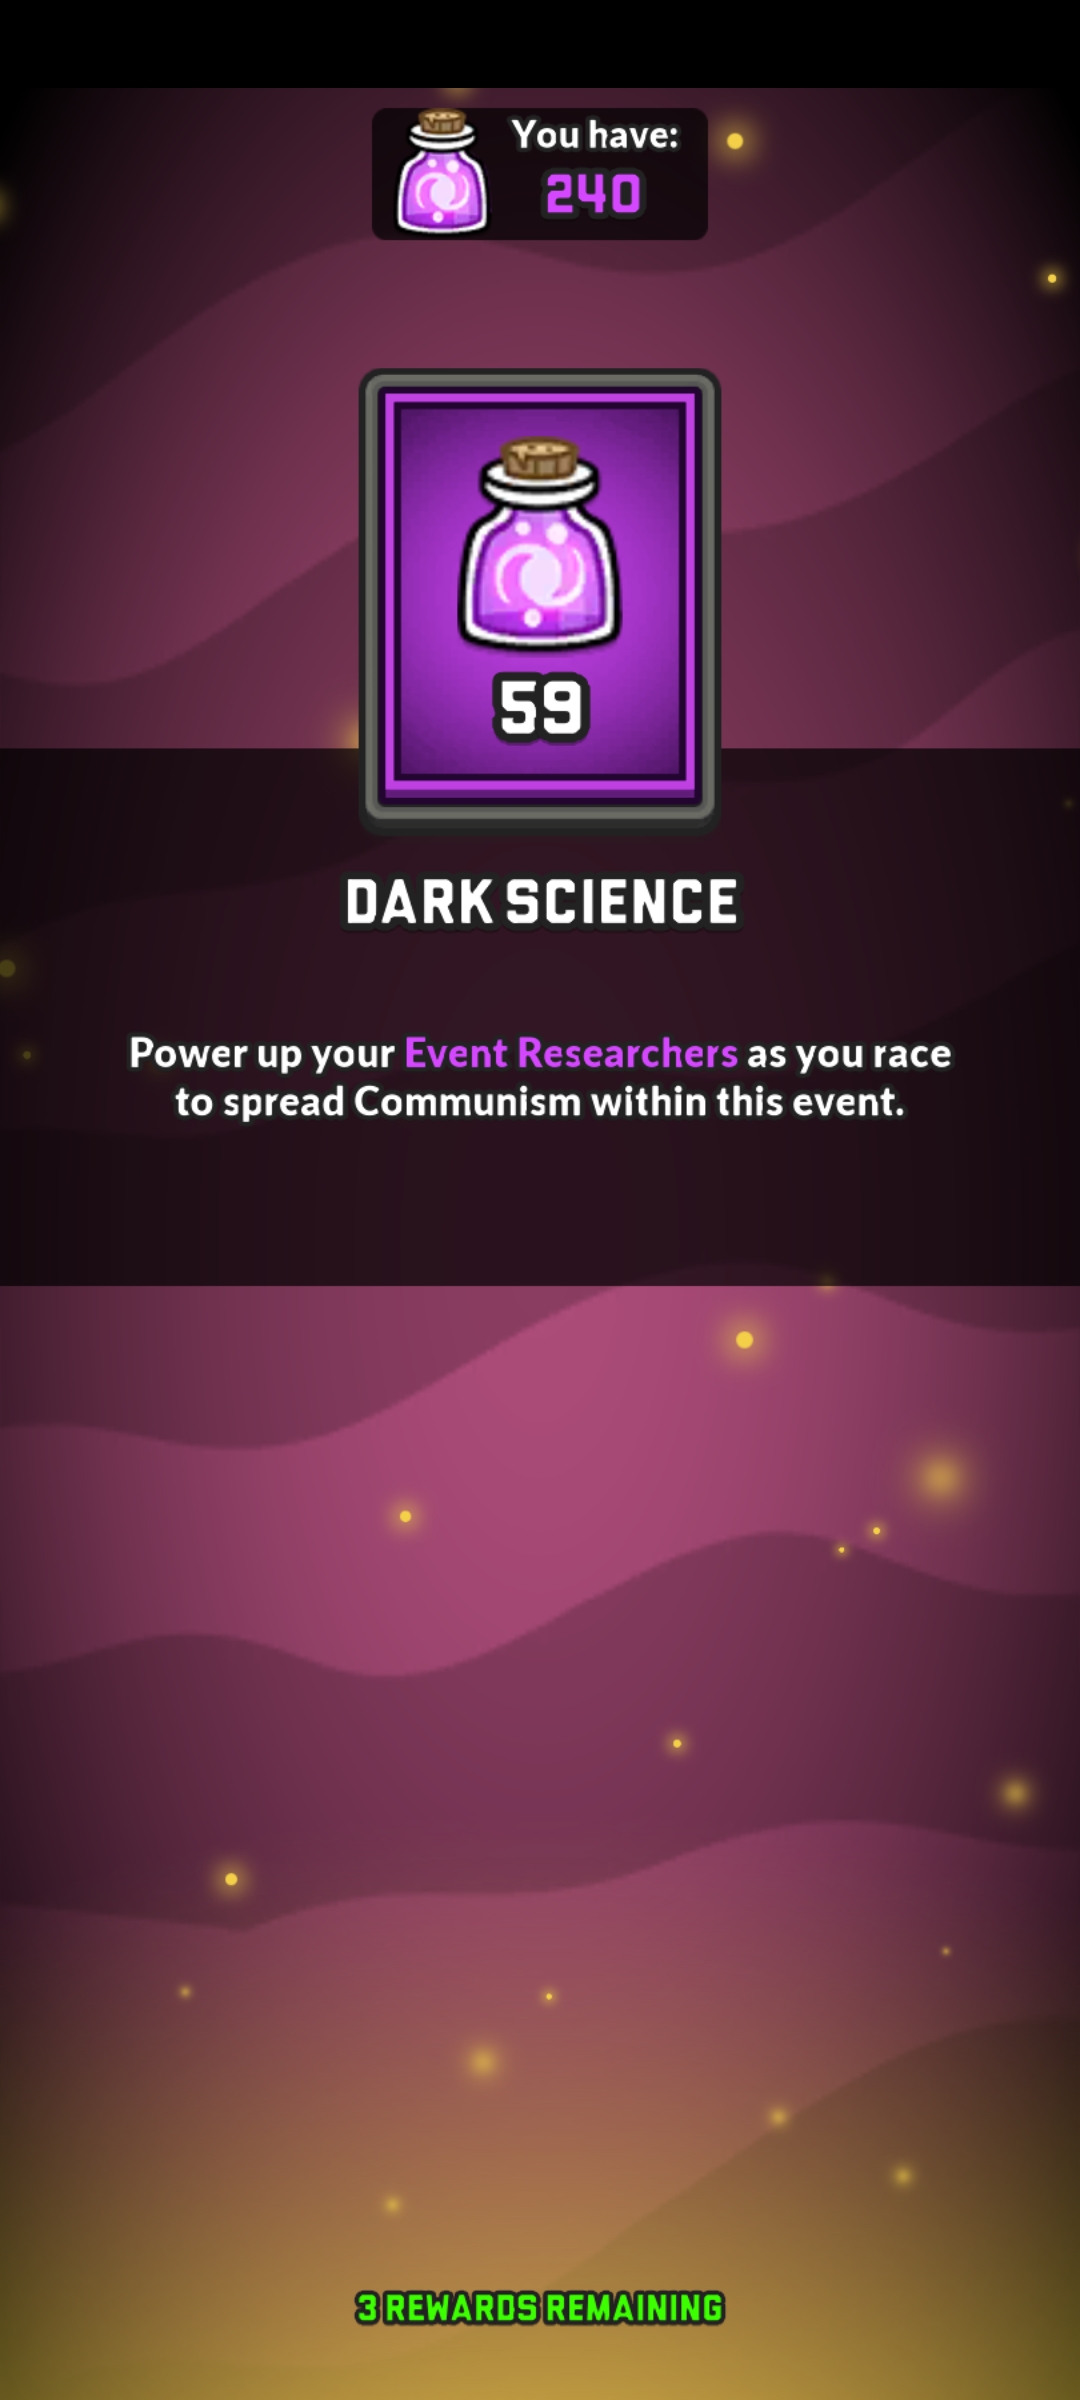 You have:
240
59
DARK SCIENCE
Power up your Event Researchers as you race
to spread Communism within this event.
3 REWARDS REMAINING